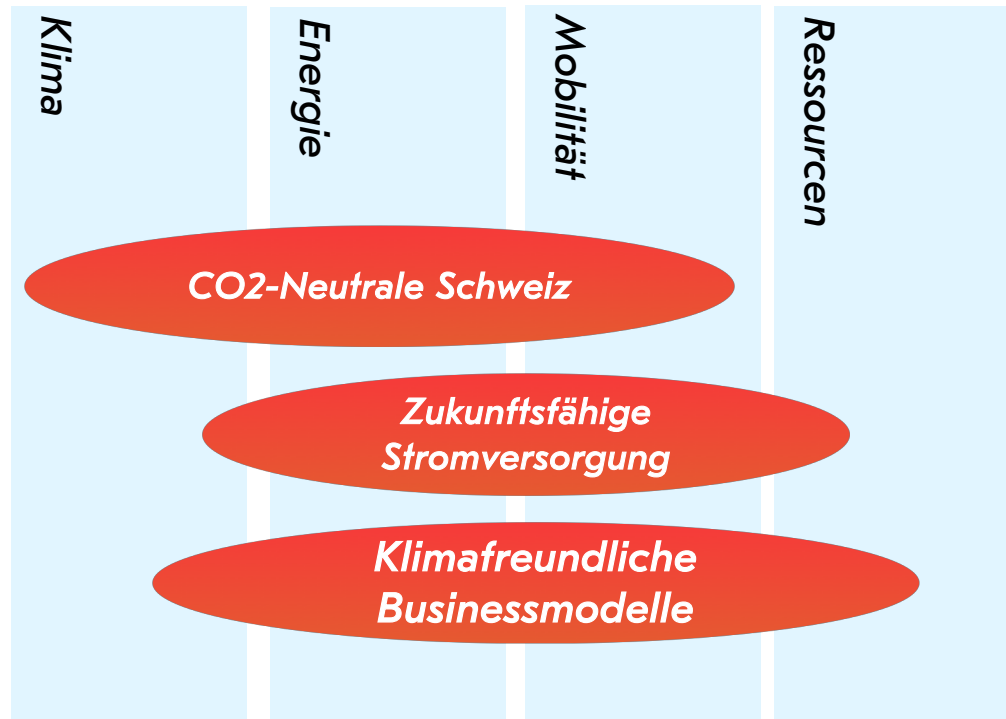 Klima
Energie
Mobilität
Ressourcen
CO2-Neutrale Schweiz
Zukunftsfähige
Stromversorgung
Klimafreundliche
Businessmodelle